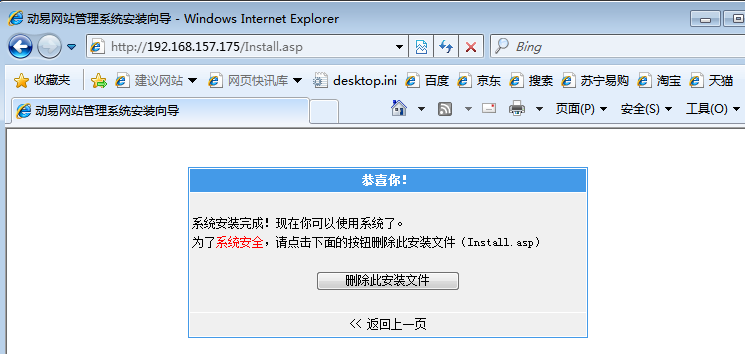 动易网站管理系统安装向导 - Windows Internet Explorer
http://192.168.157.175/Install.asp
Bing
收藏夹 建议网站 网页快讯库 desktop.ini 百度 京东 搜索 苏宁易购 淘宝 天猫
动易网站管理系统安装向导 页面(P) 安全(S) 工具(O)
恭喜你!
系统安装完成！现在你可以使用系统了。
为了系统安全，请点击下面的按钮删除此安装文件（Install.asp）
删除此安装文件
<< 返回上一页